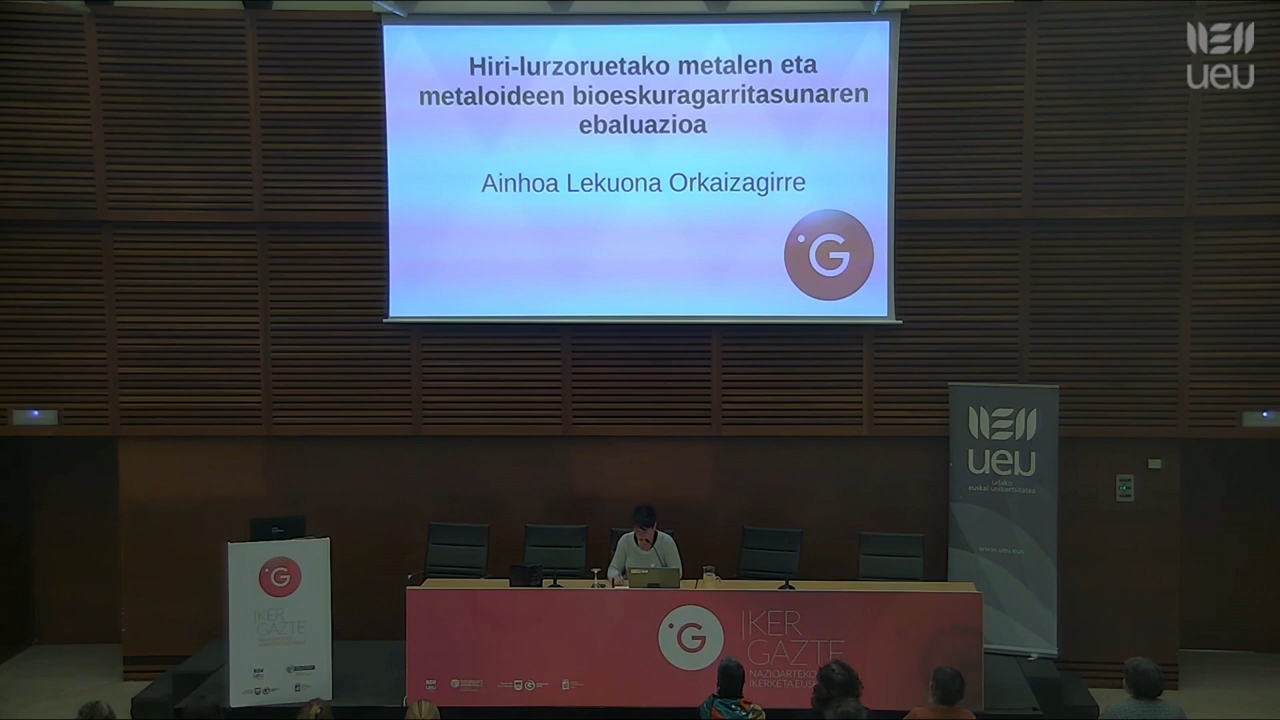 Hiri-lurzoruetako metalen eta
metaloideen bioeskuragarritasunaren
ebaluazioa
Ainhoa Lekuona Orkaizagirre
G
ueu
ueu
udako
euskal unibertsitatea
www.ueu.eus
G
IKER
GAZTE
G
IKER
GAZTE
NAZIOARTEKO
IKERKETA